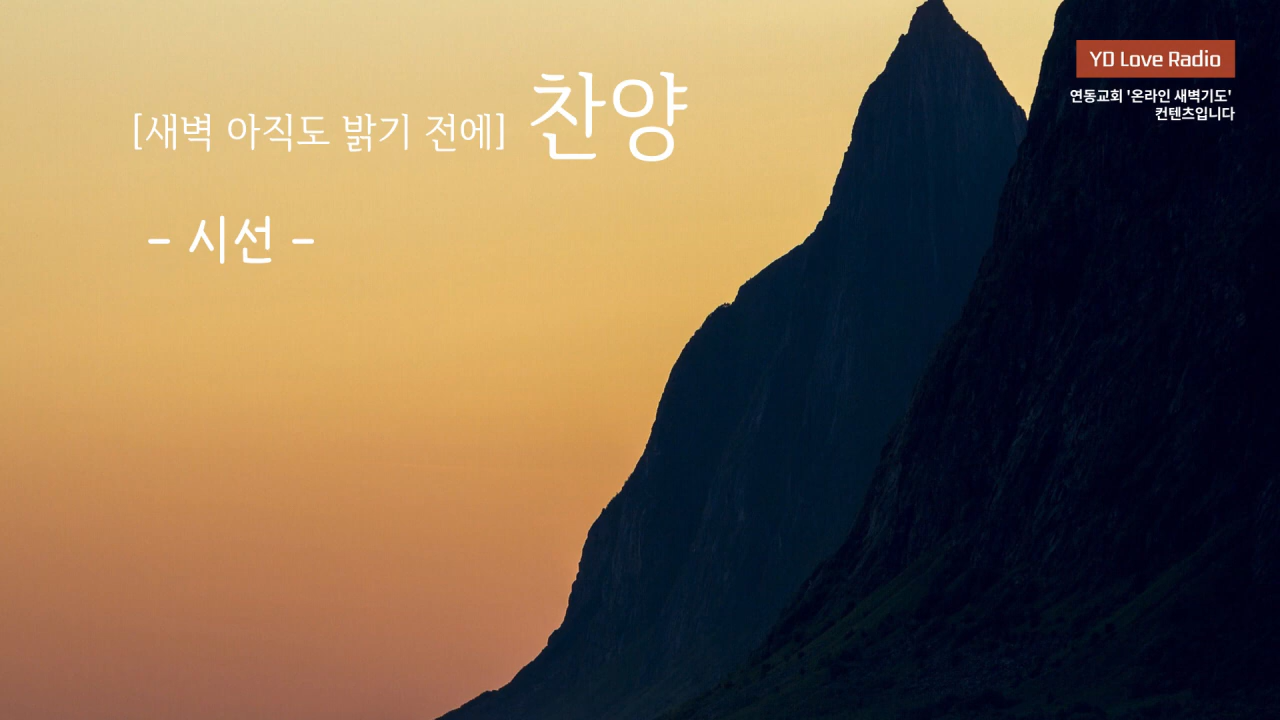 [새벽 아직도 밝기 전에] 찬양
- 시선 -
YD Love Radio
연동교회 '온라인 새벽기도'
컨텐츠입니다